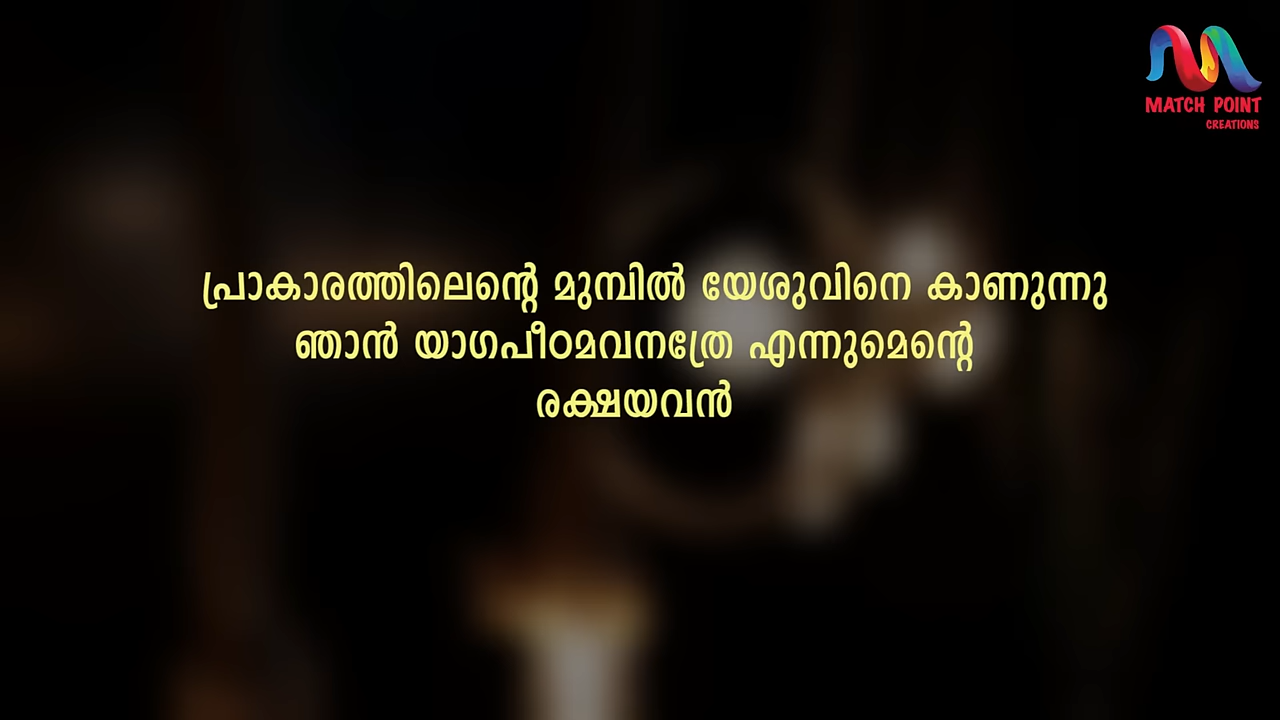 MATCH POINT
CREATIONS
പ്രാകാരത്തിലെന്റെ മുമ്പിൽ യേശുവിനെ കാണുന്നു
ഞാൻ യാഗപീഠമവനത്രേ എന്നുമെന്റെ
രക്ഷയവൻ